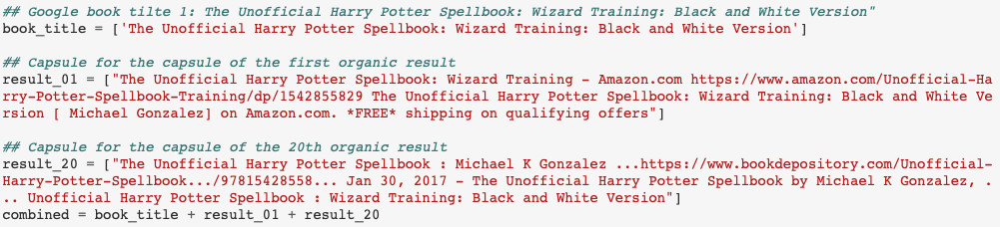 ## Google book tilte 1: The Unofficial Harry Potter Spellbook: Wizard Training: Black and White Version"
book_title = ['The Unofficial Harry Potter Spellbook: Wizard Training: Black and White Version']
## Capsule for the capsule of the first organic result
result_01 = ["The Unofficial Harry Potter Spellbook: Wizard Training - Amazon.com https://www.amazon.com/Unofficial-Ha
rry-Potter-Spellbook-Training/dp/1542855829 The Unofficial Harry Potter Spellbook: Wizard Training: Black and White Ve
rsion [ Michael Gonzalez] on Amazon.com. *FREE* shipping on qualifying offers"]
## Capsule for the capsule of the 20th organic result
result_20 = ["The Unofficial Harry Potter Spellbook : Michael K Gonzalez ...https://www.bookdepository.com/Unofficial-
Harry-Potter-Spellbook.../97815428558... Jan 30, 2017 - The Unofficial Harry Potter Spellbook by Michael K Gonzalez, .
.. Unofficial Harry Potter Spellbook : Wizard Training: Black and White Version"]
combined = book_title + result_01 + result_20